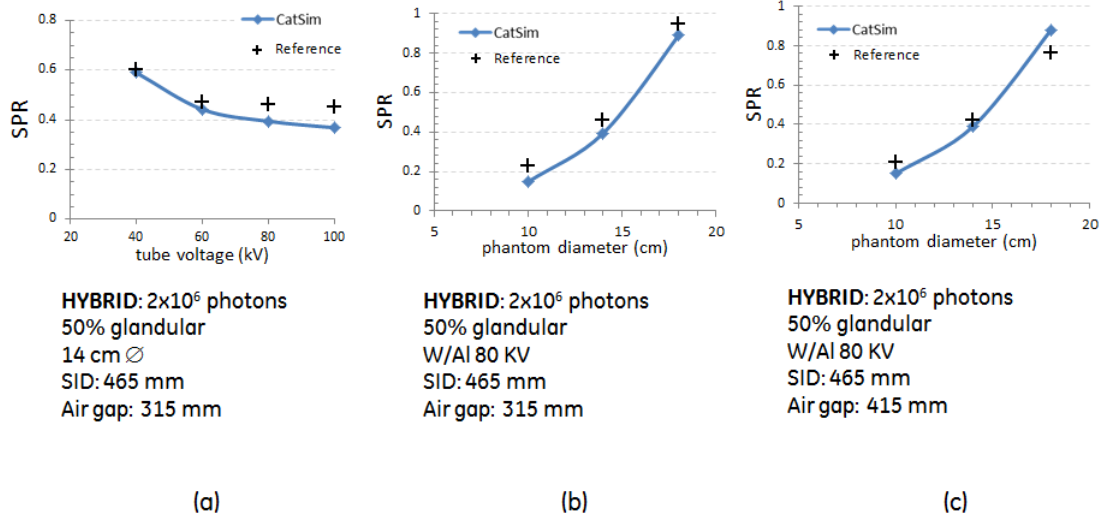 0.8
0.6
0.4
0.2
0
SPR
CatSim
Reference
20 40 60 80 100
tube voltage (kV)
HYBRID: 2x10⁶ photons
50% glandular
14 cm ∅
SID: 465 mm
Air gap: 315 mm
(a)
1
0.8
0.6
0.4
0.2
0
SPR
CatSim
Reference
5 10 15 20
phantom diameter (cm)
HYBRID: 2x10⁶ photons
50% glandular
W/Al 80 KV
SID: 465 mm
Air gap: 315 mm
(b)
1
0.8
0.6
0.4
0.2
0
SPR
CatSim
Reference
5 10 15 20
phantom diameter (cm)
HYBRID: 2x10⁶ photons
50% glandular
W/Al 80 KV
SID: 465 mm
Air gap: 415 mm
(c)